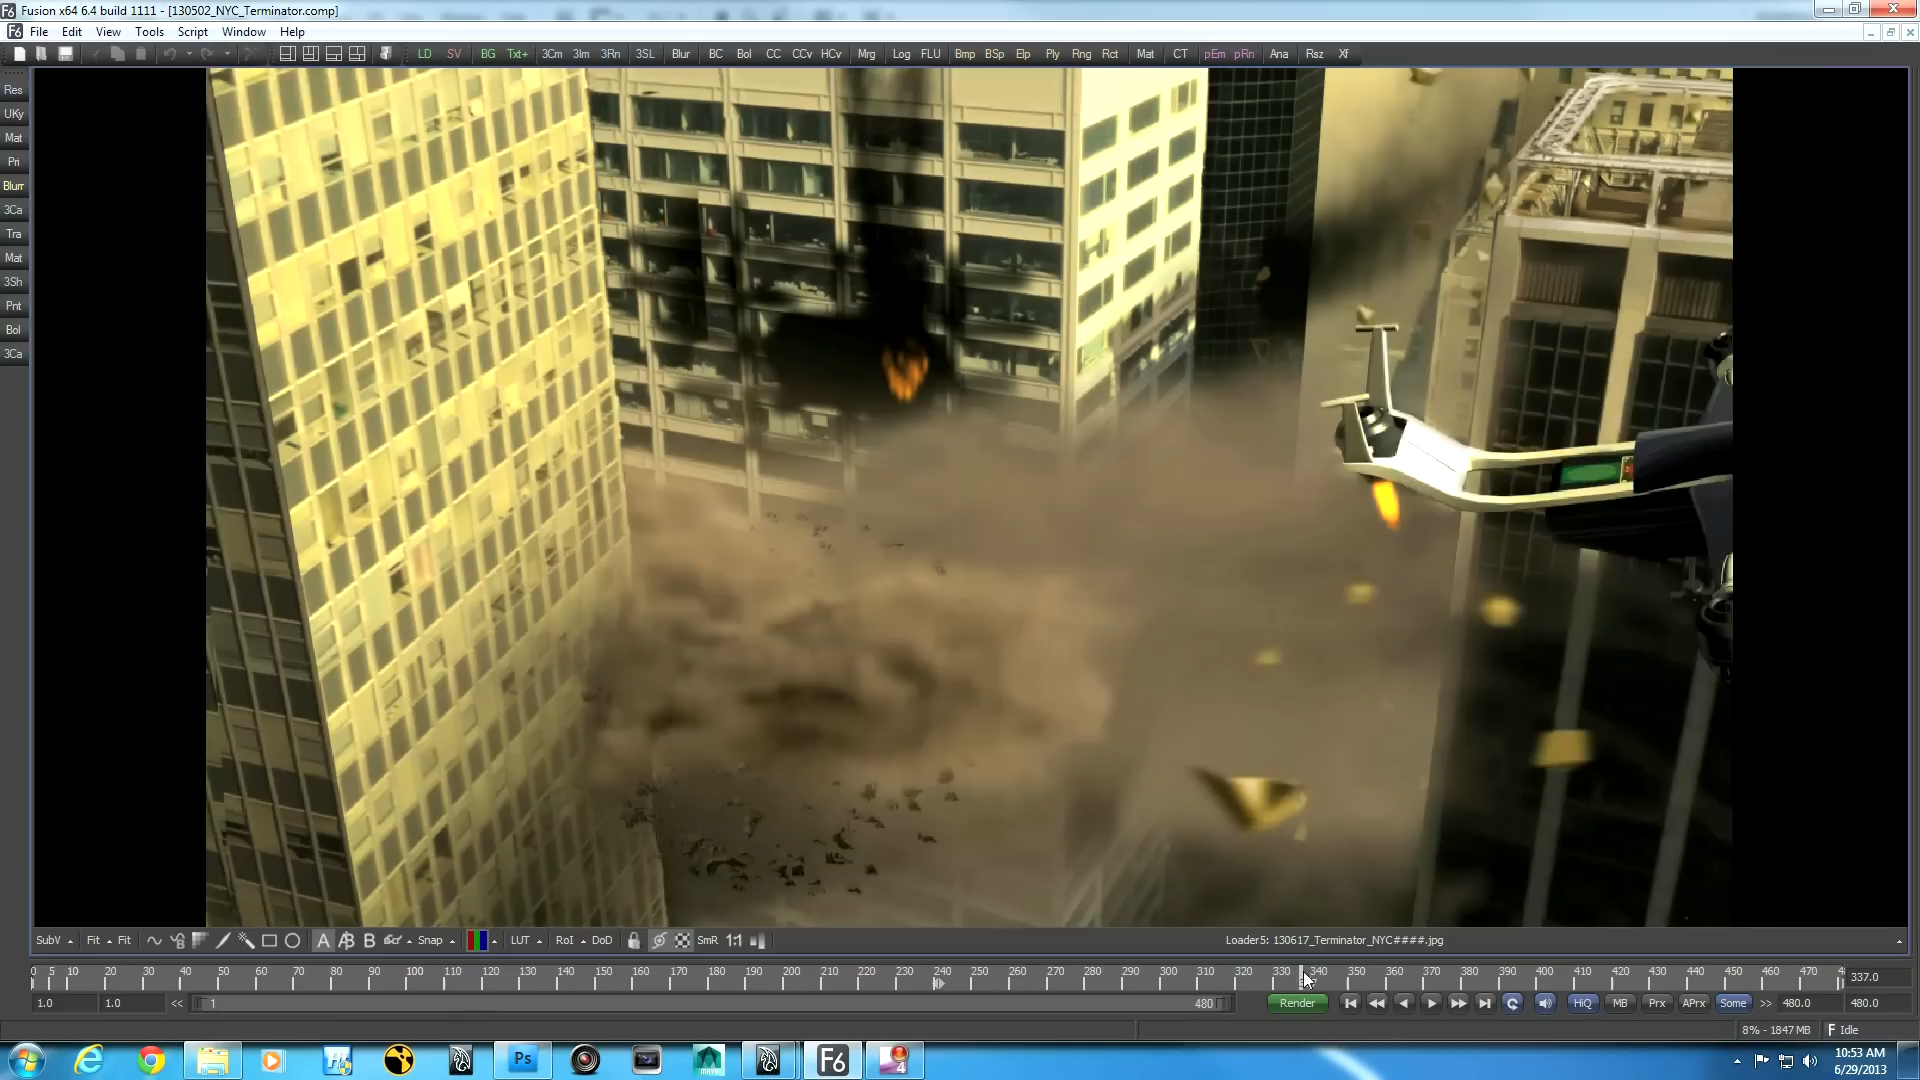 Fusion x64 6.4 build 1111 - [130502_NYC_Terminator.comp]
File Edit View Tools Script Window Help
LD SV BG Txt+ 3Cm 3Im 3Rn 3SL Blur BC Bol CC CCv HCv Mrg Log FLU Bmp BSp Elp Ply Rng Rct Mat CT pEm pRn Ana Rsz Xf
Res
UKy
Mat
Pri
Blurr
3Ca
Tra
Mat
3Sh
Pnt
Bol
3Ca
SubV Fit Fit A B Snap LUT RoI DoD SmR 1:1 Loader5: 130617_Terminator_NYC####.jpg
0 5 10 20 30 40 50 60 70 80 90 100 110 120 130 140 150 160 170 180 190 200 210 220 230 240 250 260 270 280 290 300 310 320 330 340 350 360 370 380 390 400 410 420 430 440 450 460 470 337.0
1.0 1.0 << 1 480 Render HiQ MB Prx APrx Some >> 480.0 480.0
8% - 1847 MB F Idle
Ps MAYA F6 4
10:53 AM
6/29/2013